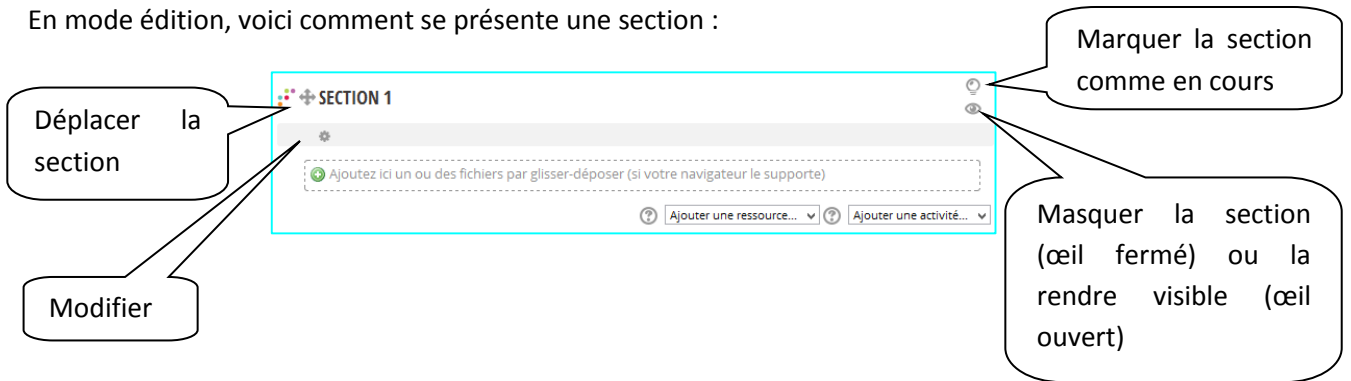 En mode édition, voici comment se présente une section :
Marquer la section
comme en cours
Déplacer la
section
SECTION 1
Ajoutez ici un ou des fichiers par glisser-déposer (si votre navigateur le supporte)
Ajouter une ressource... Ajouter une activité...
Modifier
Masquer la section
(œil fermé) ou la
rendre visible (œil
ouvert)